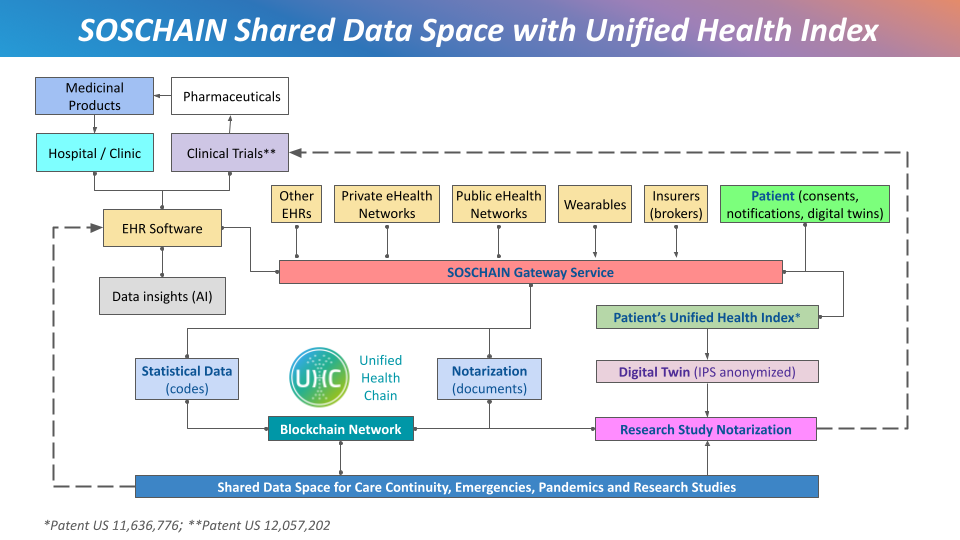 SOSCHAIN Shared Data Space with Unified Health Index
Medicinal
Products
Pharmaceuticals
Hospital / Clinic
Clinical Trials**
Other
EHRs
Private eHealth
Networks
Public eHealth
Networks
Wearables
Insurers
(brokers)
Patient (consents,
notifications, digital twins)
EHR Software
SOSCHAIN Gateway Service
Data insights (AI)
Patient’s Unified Health Index*
Statistical Data
(codes)
UHC
Unified
Health
Chain
Notarization
(documents)
Digital Twin (IPS anonymized)
Blockchain Network
Research Study Notarization
Shared Data Space for Care Continuity, Emergencies, Pandemics and Research Studies
*Patent US 11,636,776; **Patent US 12,057,202